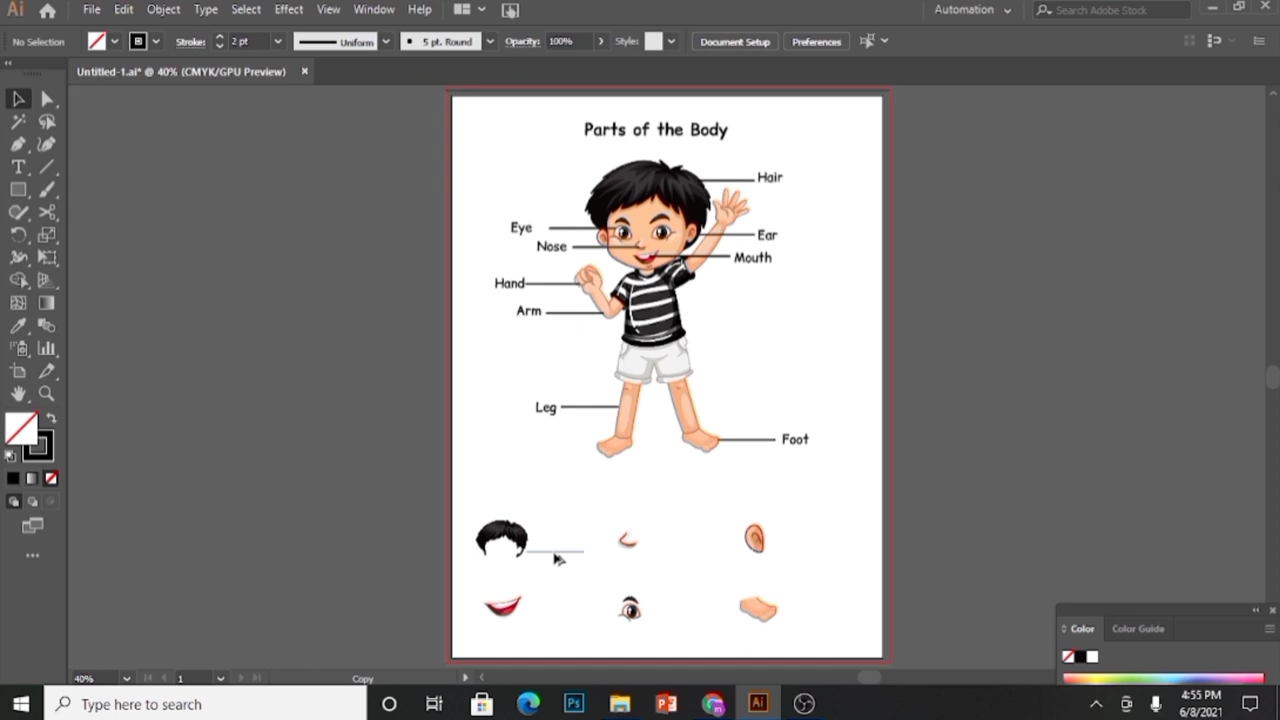 Ai File Edit Object Type Select Effect View Window Help Automation Search Adobe Stock
No Selection Stroke: 2 pt Uniform 5 pt. Round Opacity: 100% Style: Document Setup Preferences
Untitled-1.ai* @ 40% (CMYK/GPU Preview)
Parts of the Body
Hair
Eye
Ear
Nose
Mouth
Hand
Arm
Leg
Foot
Color Color Guide
40% 1 Copy
Type here to search
Ps
Ai
4:55 PM
6/8/2021